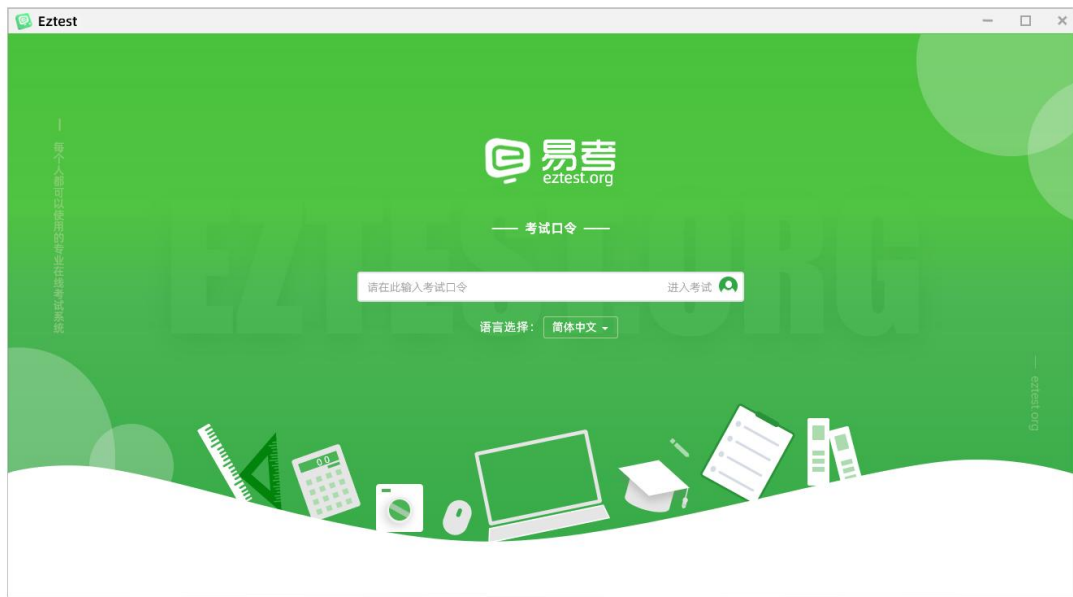 Eztest
每个人都可以使用的专业在线考试系统
易考
eztest.org
考试口令
EZTEST.ORG
请在此输入考试口令
进入考试
语言选择：
简体中文
eztest.org
0.0